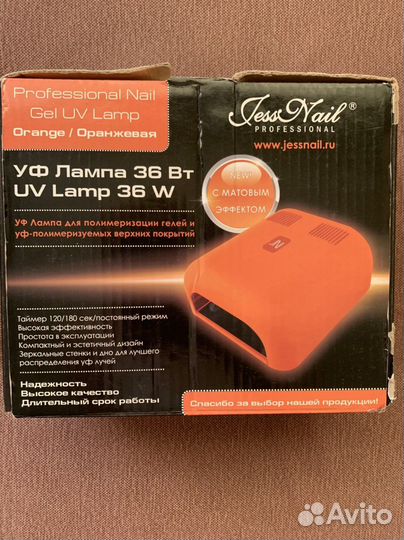 Professional Nail
Gel UV Lamp
Orange / Оранжевая
JessNail®
PROFESSIONAL
www.jessnail.ru
УФ Лампа 36 Вт
UV Lamp 36 W
NEW!
С МАТОВЫМ
ЭФФЕКТОМ
УФ Лампа для полимеризации гелей и
уф-полимеризуемых верхних покрытий
N
Таймер 120/180 сек/постоянный режим
Высокая эффективность
Простота в эксплуатации
Компактный и эстетичный дизайн
Зеркальные стенки и дно для лучшего
распределения уф лучей
Надежность
Высокое качество
Длительный срок работы
Спасибо за выбор нашей продукции!
Avito